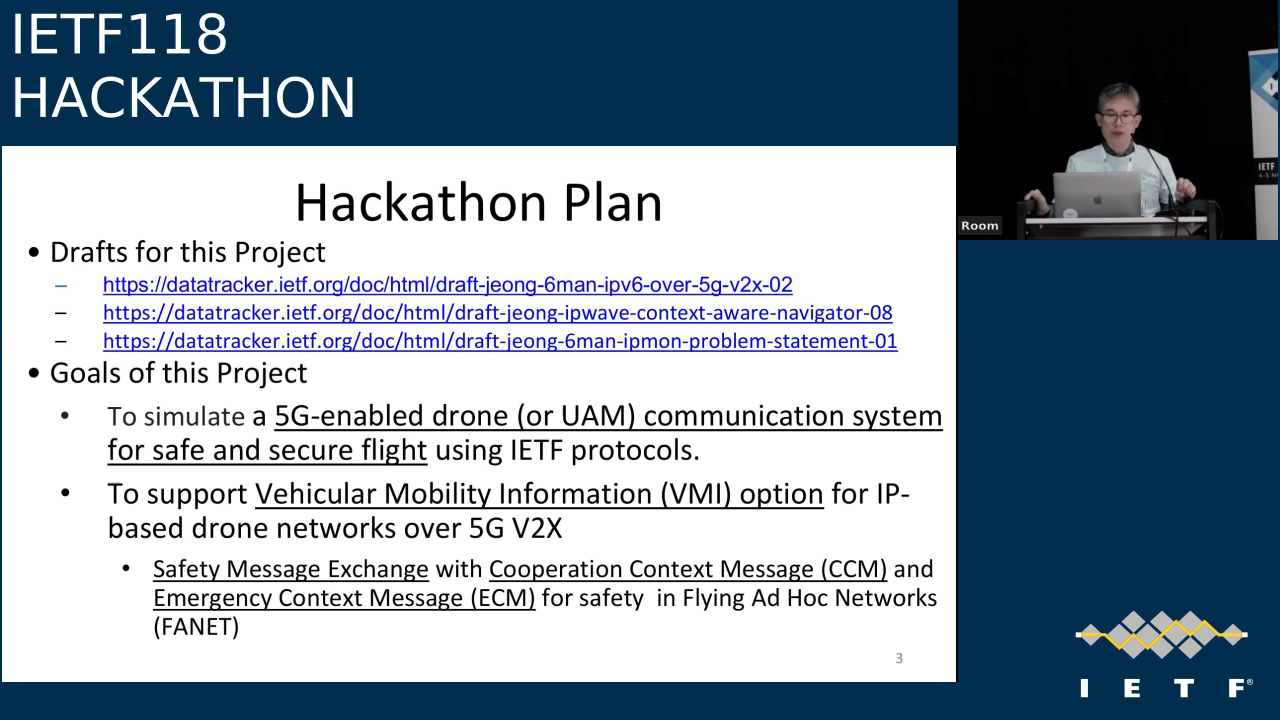 IETF118
HACKATHON
Hackathon Plan
• Drafts for this Project
– https://datatracker.ietf.org/doc/html/draft-jeong-6man-ipv6-over-5g-v2x-02
– https://datatracker.ietf.org/doc/html/draft-jeong-ipwave-context-aware-navigator-08
– https://datatracker.ietf.org/doc/html/draft-jeong-6man-ipmon-problem-statement-01
• Goals of this Project
• To simulate a 5G-enabled drone (or UAM) communication system
for safe and secure flight using IETF protocols.
• To support Vehicular Mobility Information (VMI) option for IP-
based drone networks over 5G V2X
• Safety Message Exchange with Cooperation Context Message (CCM) and
Emergency Context Message (ECM) for safety  in Flying Ad Hoc Networks
(FANET)
3
Room
IETF
I E T F®